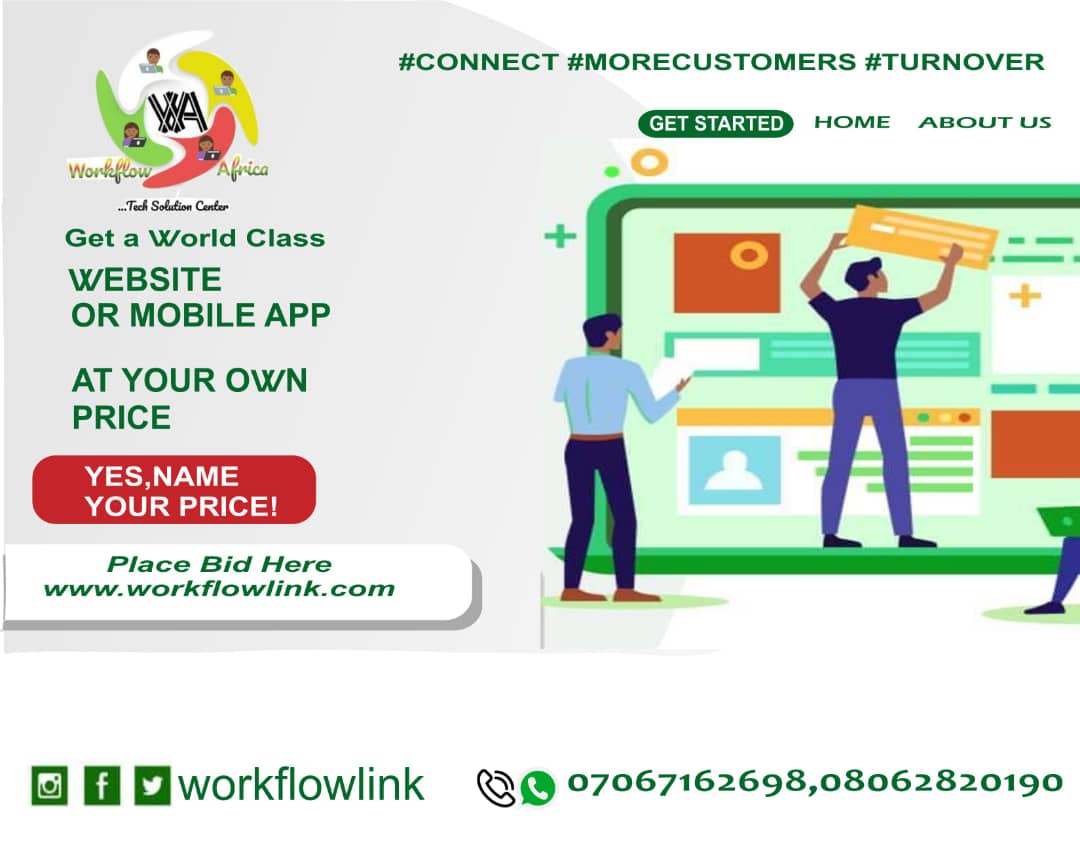 #CONNECT #MORECUSTOMERS #TURNOVER
GET STARTED HOME ABOUT US
WA
Workflow Africa
...Tech Solution Center
Get a World Class
WEBSITE
OR MOBILE APP
AT YOUR OWN
PRICE
YES,NAME
YOUR PRICE!
Place Bid Here
www.workflowlink.com
workflowlink
07067162698,08062820190